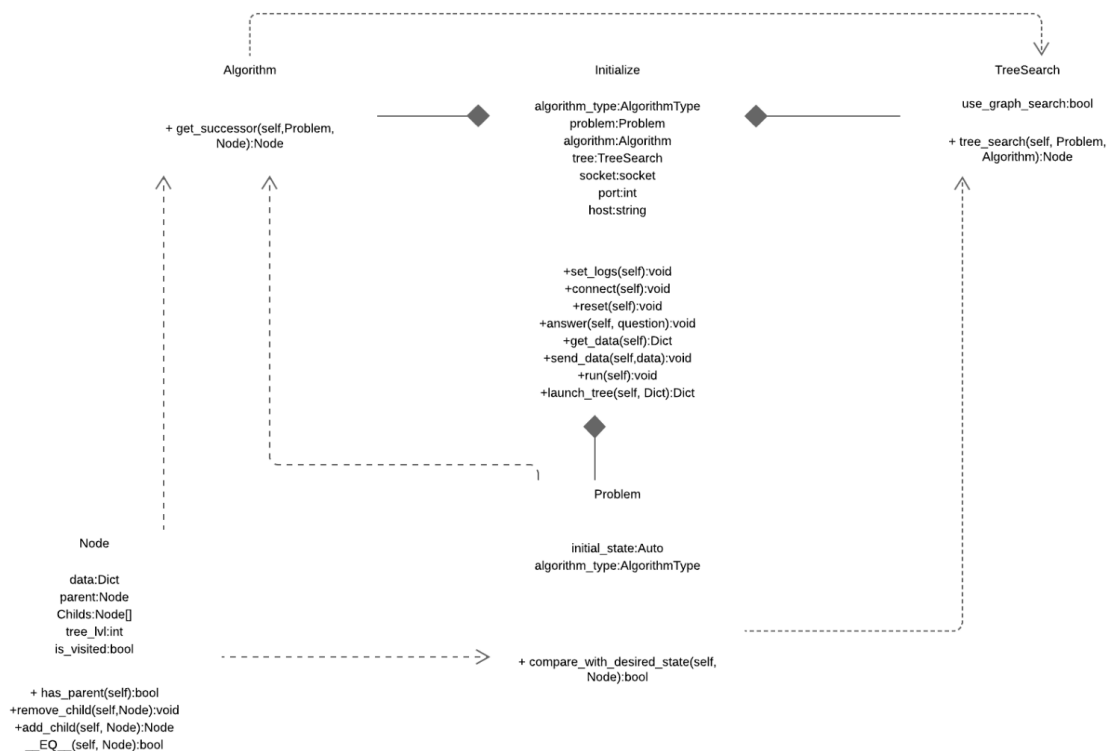 Algorithm
+ get_successor(self,Problem,
Node):Node
Initialize
algorithm_type:AlgorithmType
problem:Problem
algorithm:Algorithm
tree:TreeSearch
socket:socket
port:int
host:string
+set_logs(self):void
+connect(self):void
+reset(self):void
+answer(self, question):void
+get_data(self):Dict
+send_data(self,data):void
+run(self):void
+launch_tree(self, Dict):Dict
TreeSearch
use_graph_search:bool
+ tree_search(self, Problem,
Algorithm):Node
Problem
initial_state:Auto
algorithm_type:AlgorithmType
+ compare_with_desired_state(self,
Node):bool
Node
data:Dict
parent:Node
Childs:Node[]
tree_lvl:int
is_visited:bool
+ has_parent(self):bool
+remove_child(self,Node):void
+add_child(self, Node):Node
__EQ__(self, Node):bool